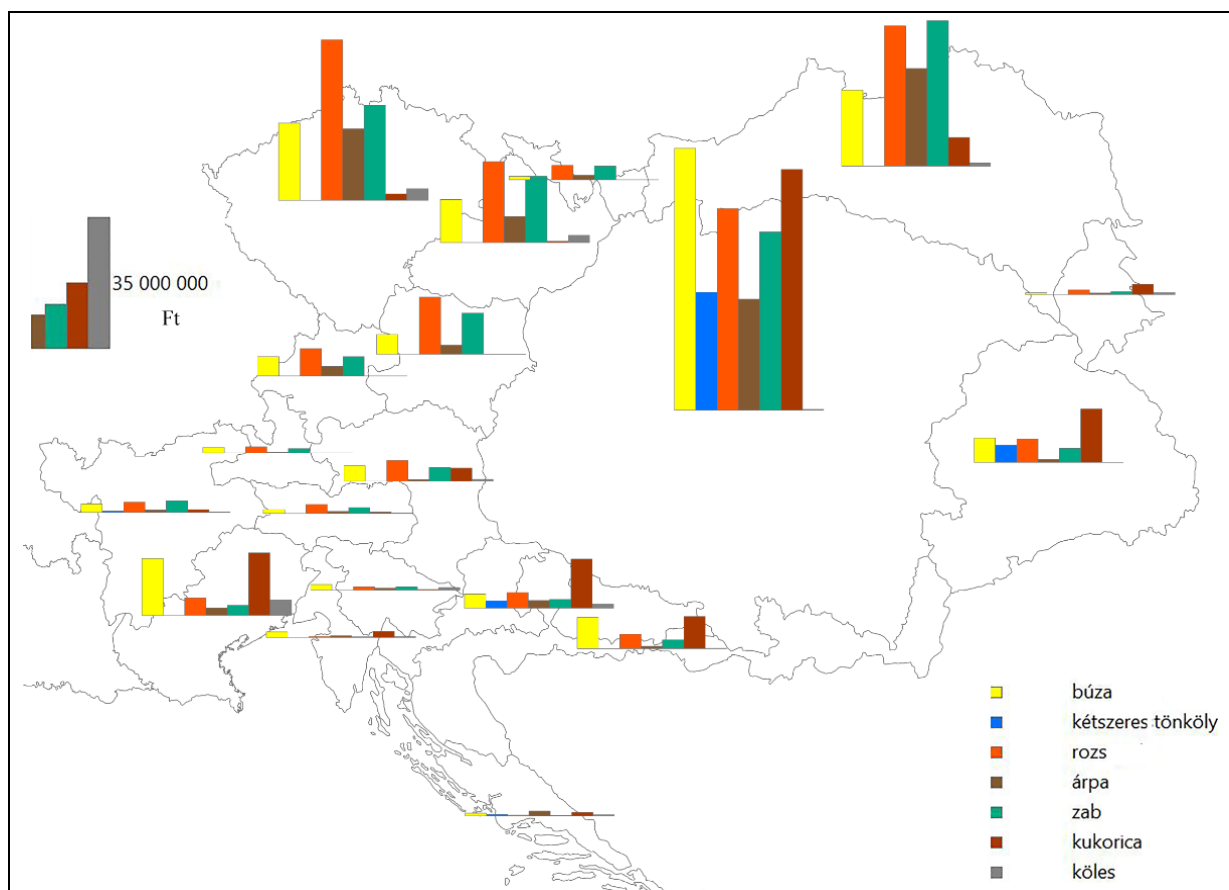 35 000 000
Ft
búza
kétszeres tönköly
rozs
árpa
zab
kukorica
köles